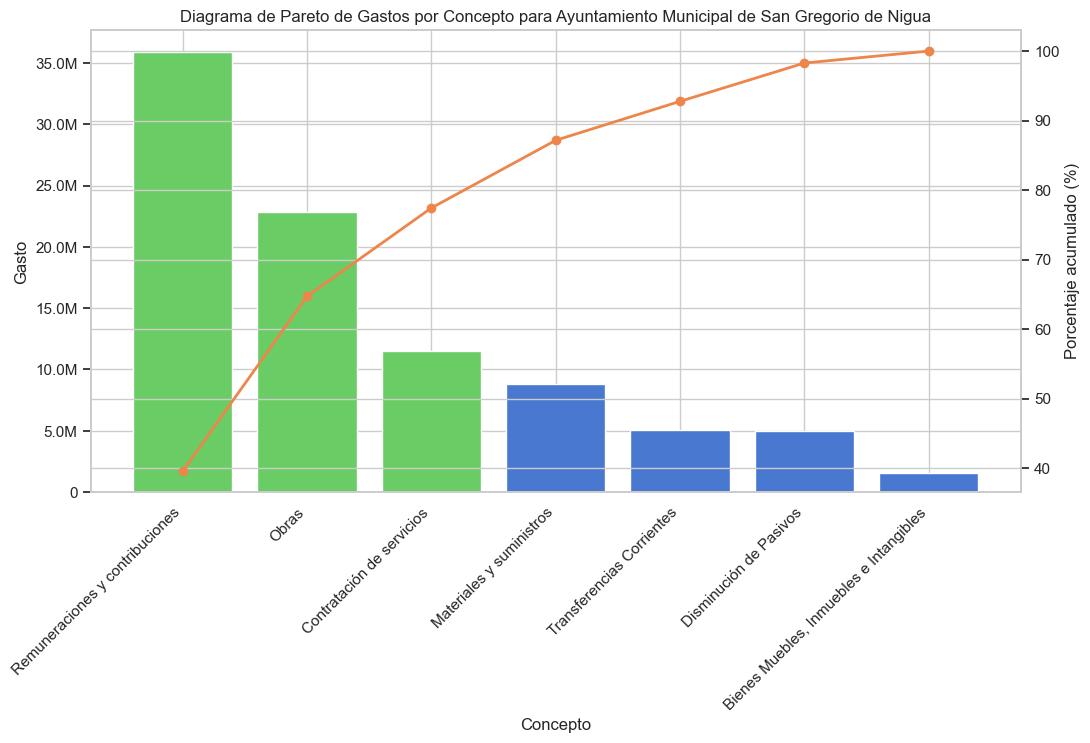 Diagrama de Pareto de Gastos por Concepto para Ayuntamiento Municipal de San Gregorio de Nigua
Gasto
35.0M
30.0M
25.0M
20.0M
15.0M
10.0M
5.0M
0
100
90
80
70
60
50
40
Porcentaje acumulado (%)
Remuneraciones y contribuciones
Obras
Contratación de servicios
Materiales y suministros
Transferencias Corrientes
Disminución de Pasivos
Bienes Muebles, Inmuebles e Intangibles
Concepto